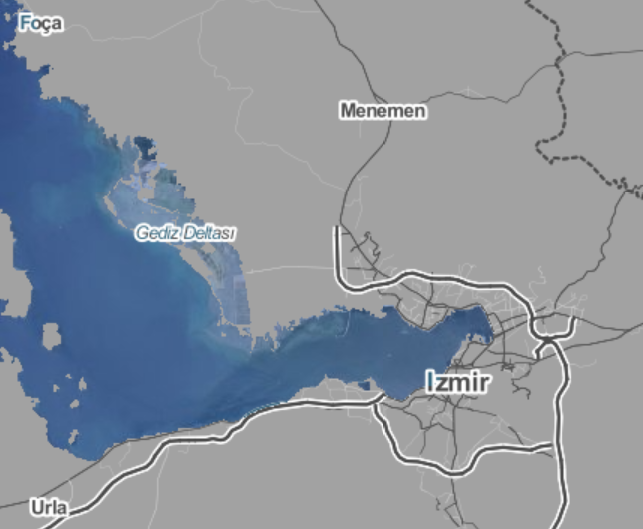 Foça
Menemen
Gediz Deltası
Izmir
Urla